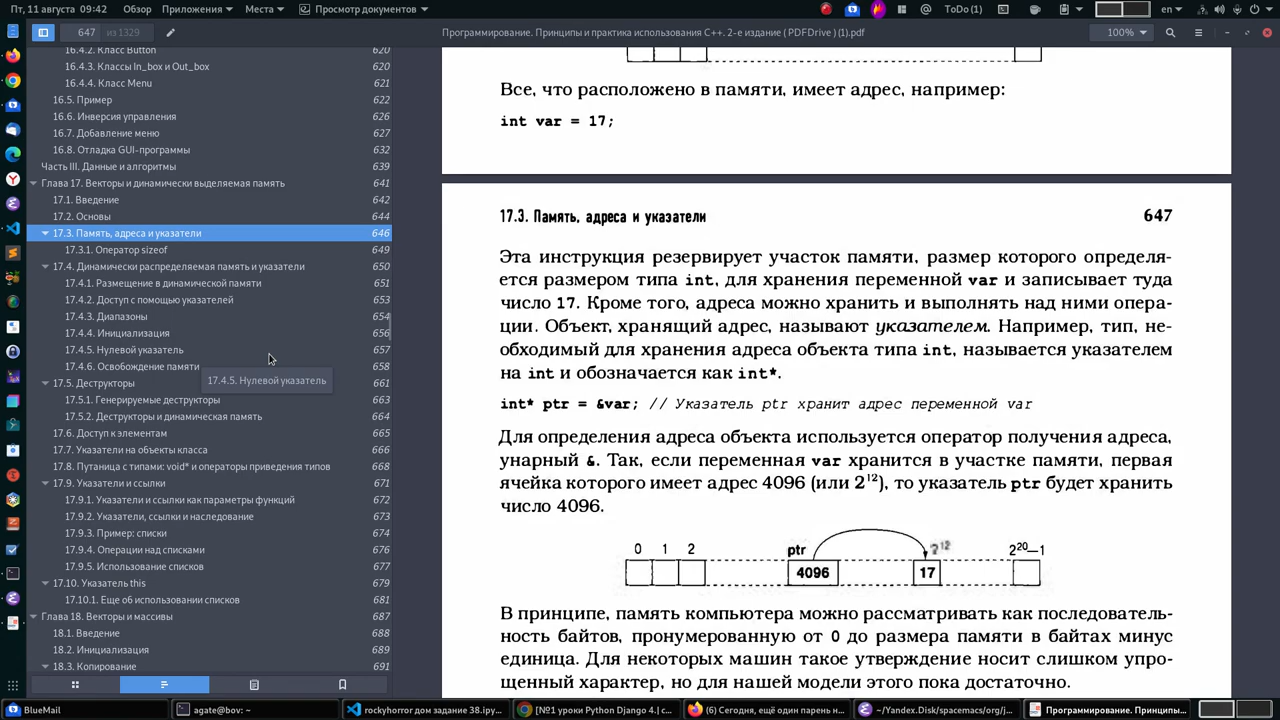 Пт, 11 августа 09:42
Приложения
Места
Просмотр документов
ToDo (1)
en
647
из 1329
Программирование. Принципы и практика использования C++. 2-е издание ( PDFDrive ) (1).pdf
100%
16.4.2. Класс Button 620
16.4.3. Классы In_box и Out_box 620
16.4.4. Класс Menu 621
16.5. Пример 622
16.6. Инверсия управления 626
16.7. Добавление меню 627
16.8. Отладка GUI-программы 632
Часть III. Данные и алгоритмы 639
Глава 17. Векторы и динамически выделяемая память 641
17.1. Введение 642
17.2. Основы 644
17.3. Память, адреса и указатели 646
17.3.1. Оператор sizeof 649
17.4. Динамически распределяемая память и указатели 650
17.4.1. Размещение в динамической памяти 651
17.4.2. Доступ с помощью указателей 653
17.4.3. Диапазоны 654
17.4.4. Инициализация 656
17.4.5. Нулевой указатель 657
17.4.6. Освобождение памяти 658
17.4.5. Нулевой указатель
17.5. Деструкторы 661
17.5.1. Генерируемые деструкторы 663
17.5.2. Деструкторы и динамическая память 664
17.6. Доступ к элементам 665
17.7. Указатели на объекты класса 666
17.8. Путаница с типами: void* и операторы приведения типов 668
17.9. Указатели и ссылки 671
17.9.1. Указатели и ссылки как параметры функций 672
17.9.2. Указатели, ссылки и наследование 673
17.9.3. Пример: списки 674
17.9.4. Операции над списками 676
17.9.5. Использование списков 677
17.10. Указатель this 679
17.10.1. Еще об использовании списков 681
Глава 18. Векторы и массивы 687
18.1. Введение 688
18.2. Инициализация 689
18.3. Копирование 691
Все, что расположено в памяти, имеет адрес, например:
int var = 17;
17.3. Память, адреса и указатели 647
Эта инструкция резервирует участок памяти, размер которого определя-
ется размером типа int, для хранения переменной var и записывает туда
число 17. Кроме того, адреса можно хранить и выполнять над ними опера-
ции. Объект, хранящий адрес, называют указателем. Например, тип, не-
обходимый для хранения адреса объекта типа int, называется указателем
на int и обозначается как int*.
int* ptr = &var; // Указатель ptr хранит адрес переменной var
Для определения адреса объекта используется оператор получения адреса,
унарный &. Так, если переменная var хранится в участке памяти, первая
ячейка которого имеет адрес 4096 (или 2¹²), то указатель ptr будет хранить
число 4096.
0 1 2 ptr 2¹² 2²⁰—1
4096 17
В принципе, память компьютера можно рассматривать как последователь-
ность байтов, пронумерованную от 0 до размера памяти в байтах минус
единица. Для некоторых машин такое утверждение носит слишком упро-
щенный характер, но для нашей модели этого пока достаточно.
BlueMail
agate@bov: ~
rockyhorror дом задание 38.ipy...
[№1 уроки Python Django 4.] с...
(6) Сегодня, ещё один парень н...
~/Yandex.Disk/spacemacs/org/j...
Программирование. Принципы...